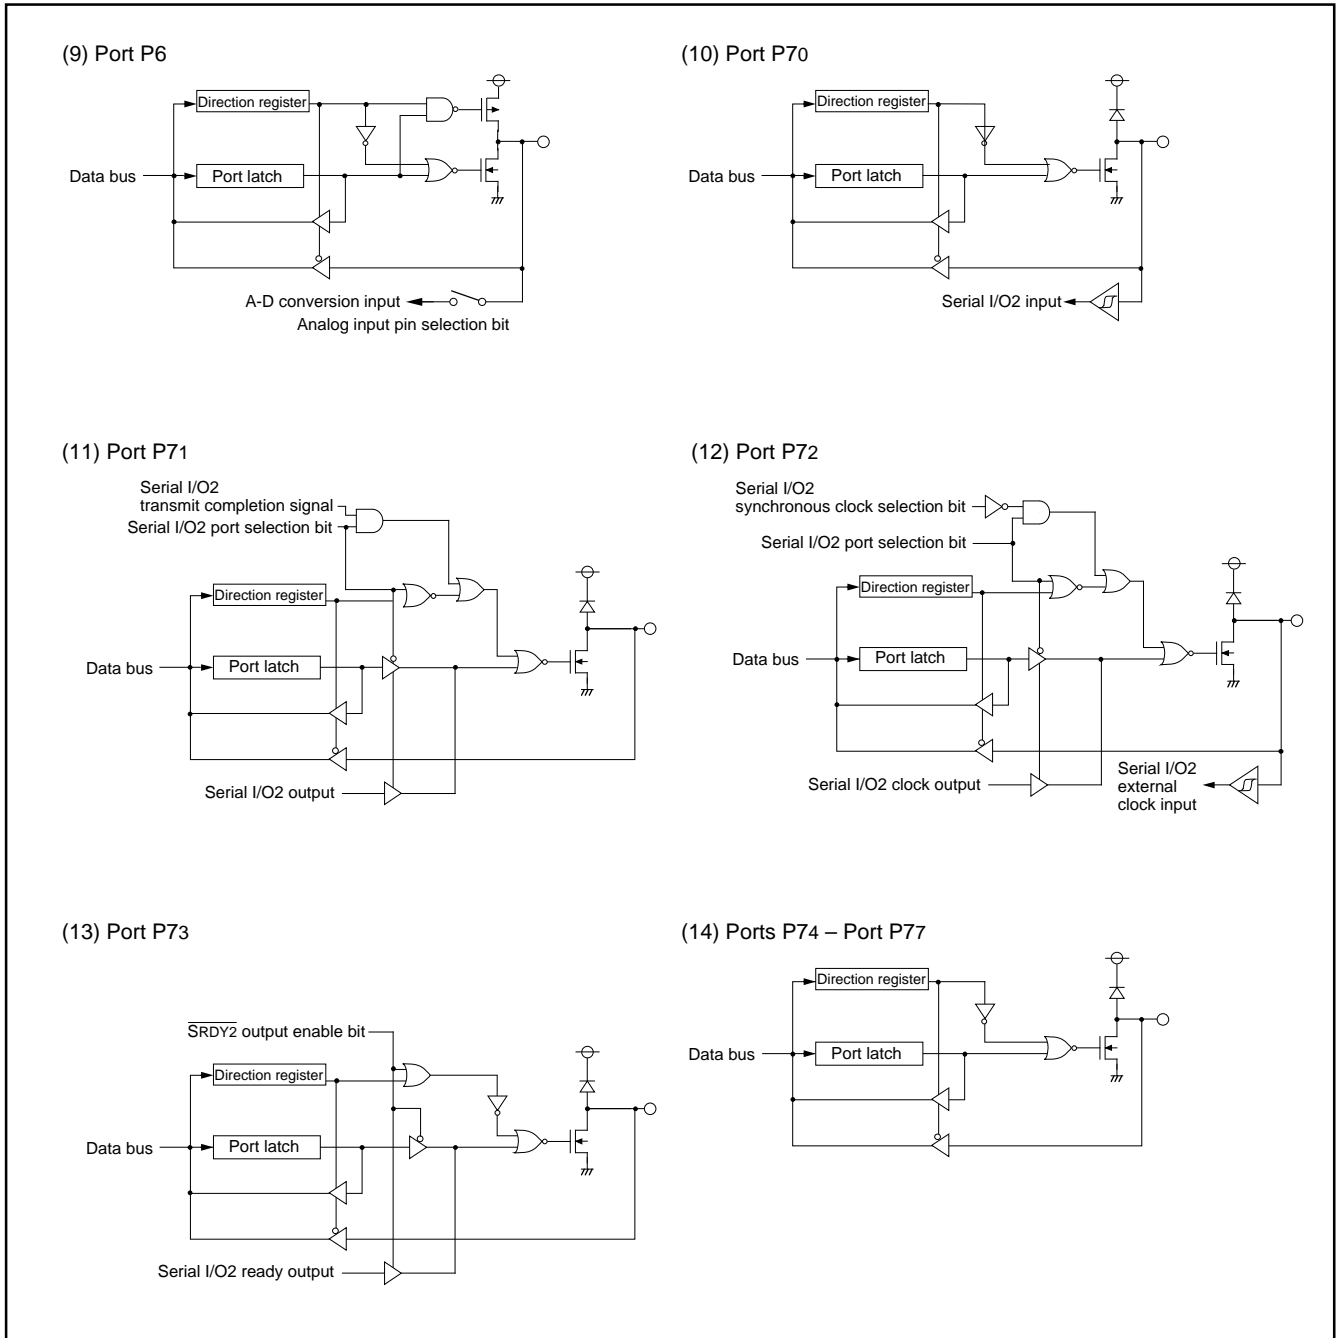 (9) Port P6
Direction register
Data bus
Port latch
A-D conversion input
Analog input pin selection bit
(10) Port P70
Direction register
Data bus
Port latch
Serial I/O2 input
(11) Port P71
Serial I/O2
transmit completion signal
Serial I/O2 port selection bit
Direction register
Data bus
Port latch
Serial I/O2 output
(12) Port P72
Serial I/O2
synchronous clock selection bit
Serial I/O2 port selection bit
Direction register
Data bus
Port latch
Serial I/O2 clock output
Serial I/O2
external
clock input
(13) Port P73
SRDY2 output enable bit
Direction register
Data bus
Port latch
Serial I/O2 ready output
(14) Ports P74 – Port P77
Direction register
Data bus
Port latch